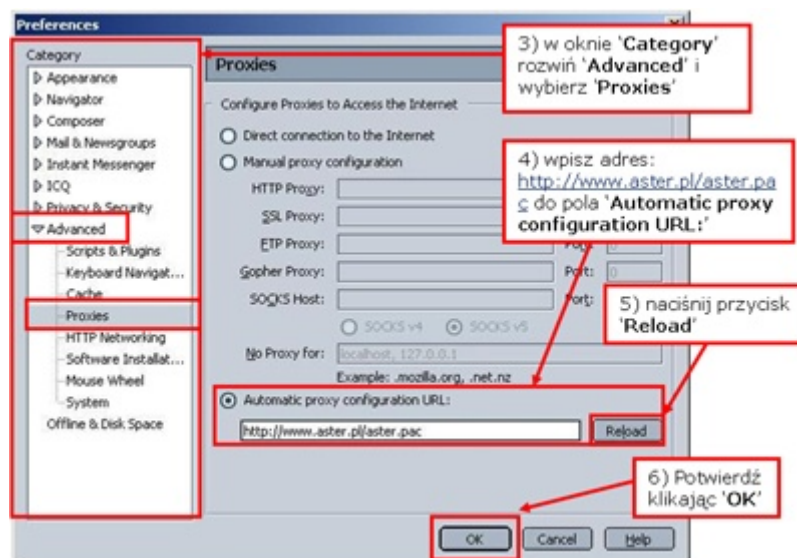 Preferences
Category
Appearance
Navigator
Composer
Mail & Newsgroups
Instant Messenger
ICQ
Privacy & Security
Advanced
Scripts & Plugins
Keyboard Navigat...
Cache
Proxies
HTTP Networking
Software Installat...
Mouse Wheel
System
Offline & Disk Space
Proxies
Configure Proxies to Access the Internet
Direct connection to the Internet
Manual proxy configuration
HTTP Proxy:
SSL Proxy:
FTP Proxy:
Port: 0
Gopher Proxy:
Port: 0
SOCKS Host:
Port:
SOCKS v4 SOCKS v5
No Proxy for: localhost, 127.0.0.1
Example: .mozilla.org, .net.nz
Automatic proxy configuration URL:
http://www.aster.pl/aster.pac Reload
OK Cancel Help
3) w oknie 'Category'
rozwiń 'Advanced' i
wybierz 'Proxies'
4) wpisz adres:
http://www.aster.pl/aster.pa
c do pola 'Automatic proxy
configuration URL:'
5) naciśnij przycisk
'Reload'
6) Potwierdź
klikając 'OK'